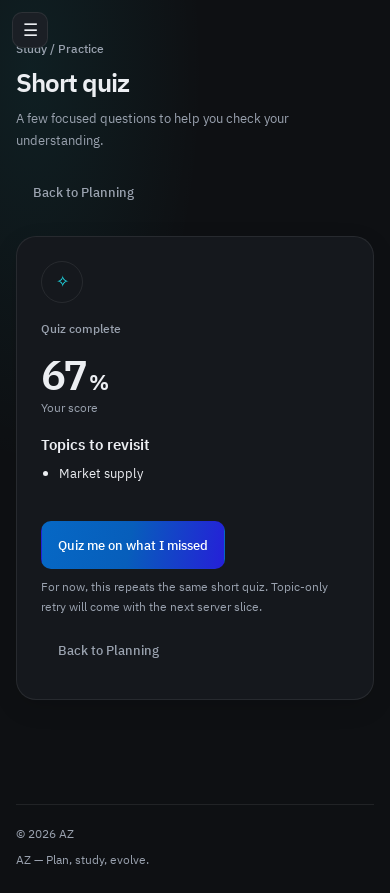 Study / Practice
Short quiz
A few focused questions to help you check your
understanding.
Back to Planning
Quiz complete
67%
Your score
Topics to revisit
• Market supply
Quiz me on what I missed
For now, this repeats the same short quiz. Topic-only
retry will come with the next server slice.
Back to Planning
© 2026 AZ
AZ — Plan, study, evolve.